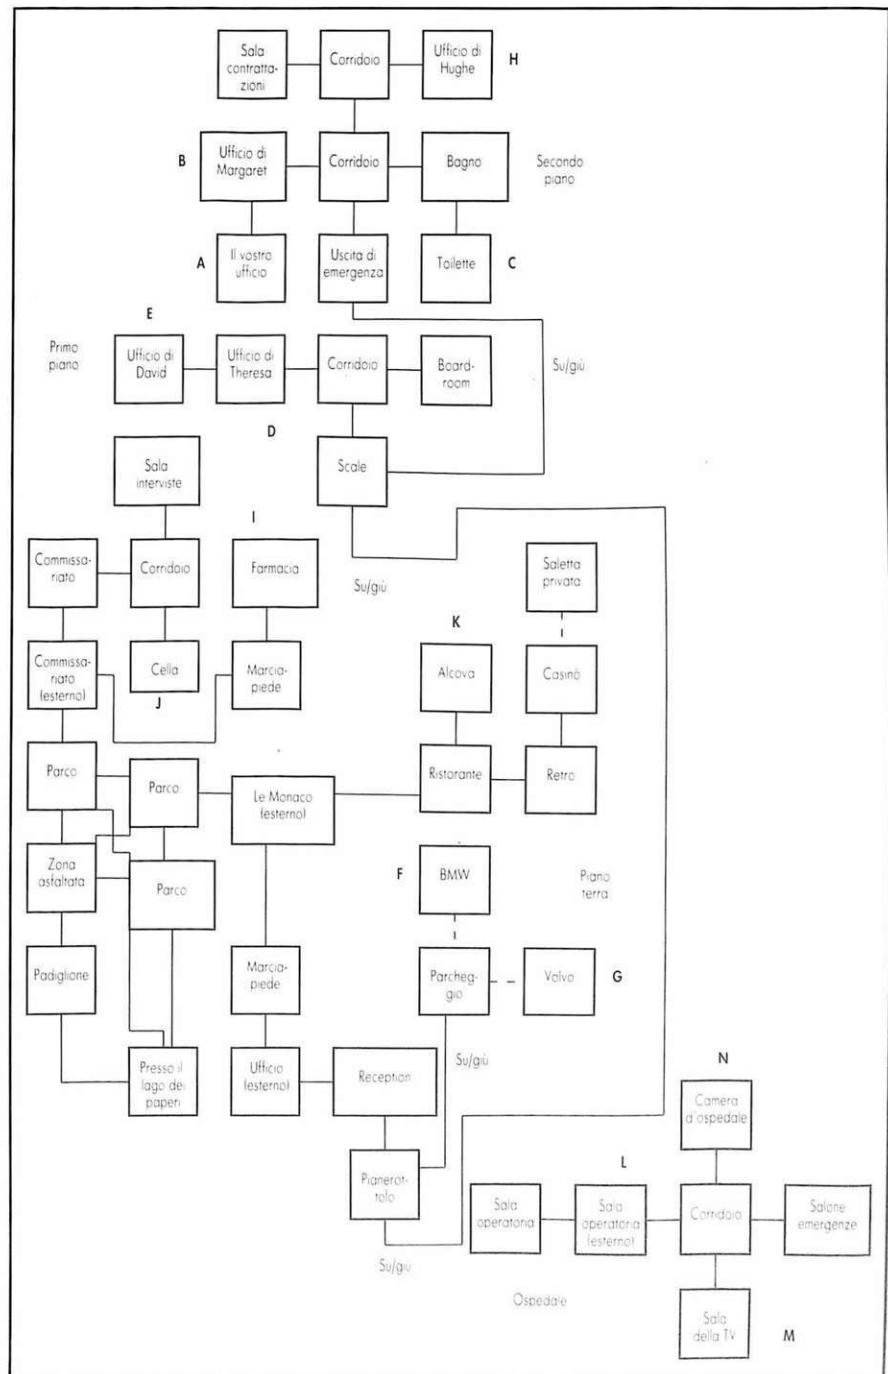 Sala
contratta-
zioni
Corridoio
Ufficio di
Hughe
H
B
Ufficio di
Margaret
Corridoio
Bagno
Secondo
piano
A
Il vostro
ufficio
Uscita di
emergenza
Toilette
C
E
Primo
piano
Ufficio di
David
Ufficio di
Theresa
Corridoio
Board-
room
Su/giù
D
Sala
interviste
Scale
I
Commissa-
riato
Corridoio
Farmacia
Su/giù
Saletta
privata
K
Commissa-
riato
(esterno)
Cella
J
Marcia-
piede
Alcova
Casinò
Parco
Parco
Le Monaco
(esterno)
Ristorante
Retro
Zona
asfaltata
Parco
F
BMW
Piano
terra
Padiglione
Marcia-
piede
Parcheg-
gio
Volvo
G
Presso il
lago dei
paperi
Ufficio
(esterno)
Reception
Su/giù
N
Camera
d'ospedale
Pianerot-
tolo
L
Sala
operatoria
Sala
operatoria
(esterno)
Corridoio
Salone
emergenze
Su/giù
Ospedale
Sala
della TV
M